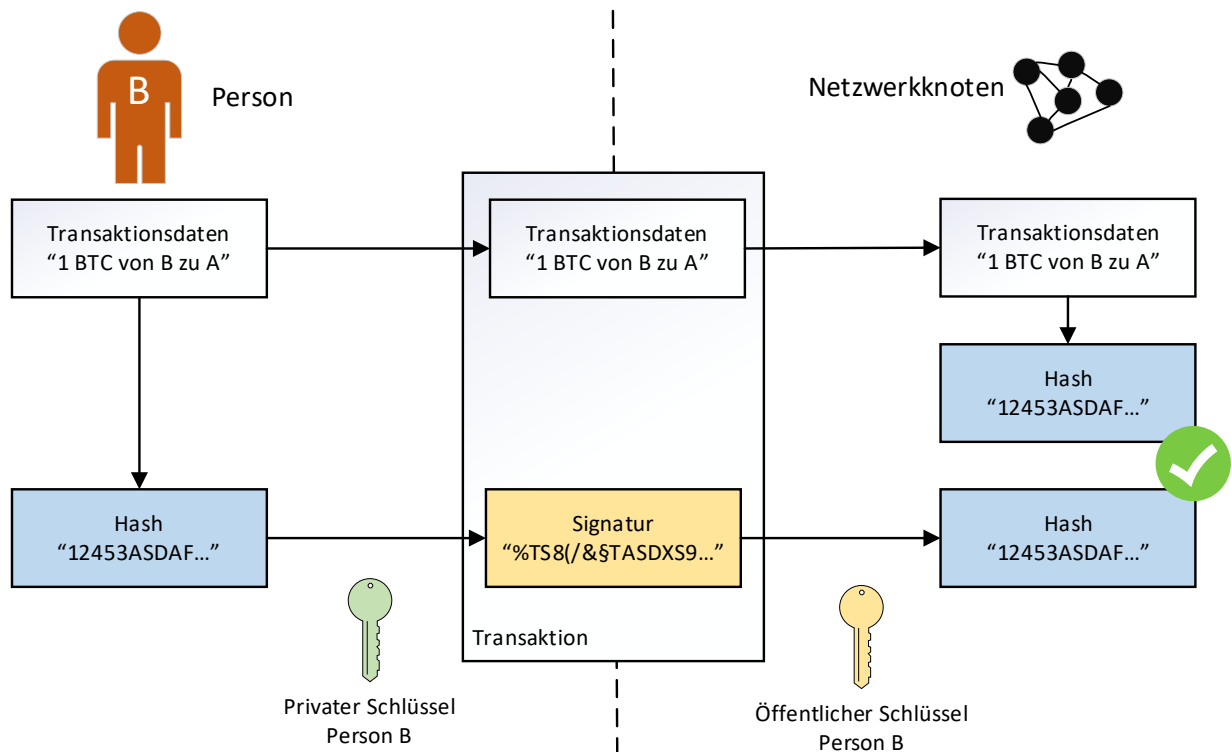 B
Person
Netzwerkknoten
Transaktionsdaten
“1 BTC von B zu A”
Transaktionsdaten
“1 BTC von B zu A”
Transaktionsdaten
“1 BTC von B zu A”
Hash
“12453ASDAF…”
Hash
“12453ASDAF…”
Signatur
“%TS8(/&§TASDXS9…”
Hash
“12453ASDAF…”
Transaktion
Privater Schlüssel
Person B
Öffentlicher Schlüssel
Person B